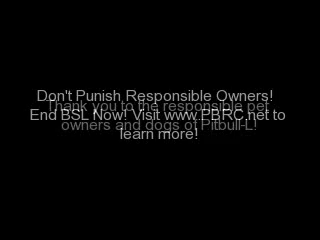 Don't Punish Responsible Owners!
End BSL Now! Visit www.PBRC.net to
learn more!
Thank you to the responsible pet
owners and dogs of Pitbull-L!